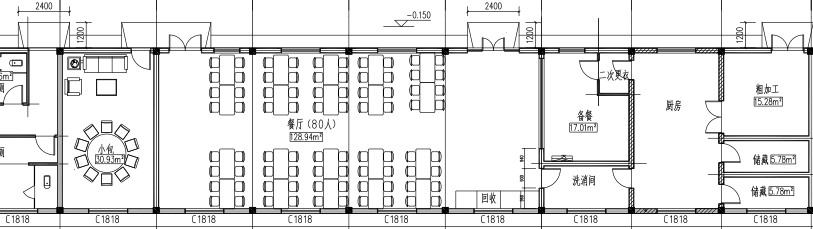 2400
2400
-0.150
1200
1200
1200
二次更衣
厨房
粗加工
15.28m²
备餐
17.01m²
餐厅（80人）
128.94m²
小包
30.93m²
储藏 5.78m²
洗消间
储藏 5.78m²
回收
C1818
C1818
C1818
C1818
C1818
C1818
C1818
C1818